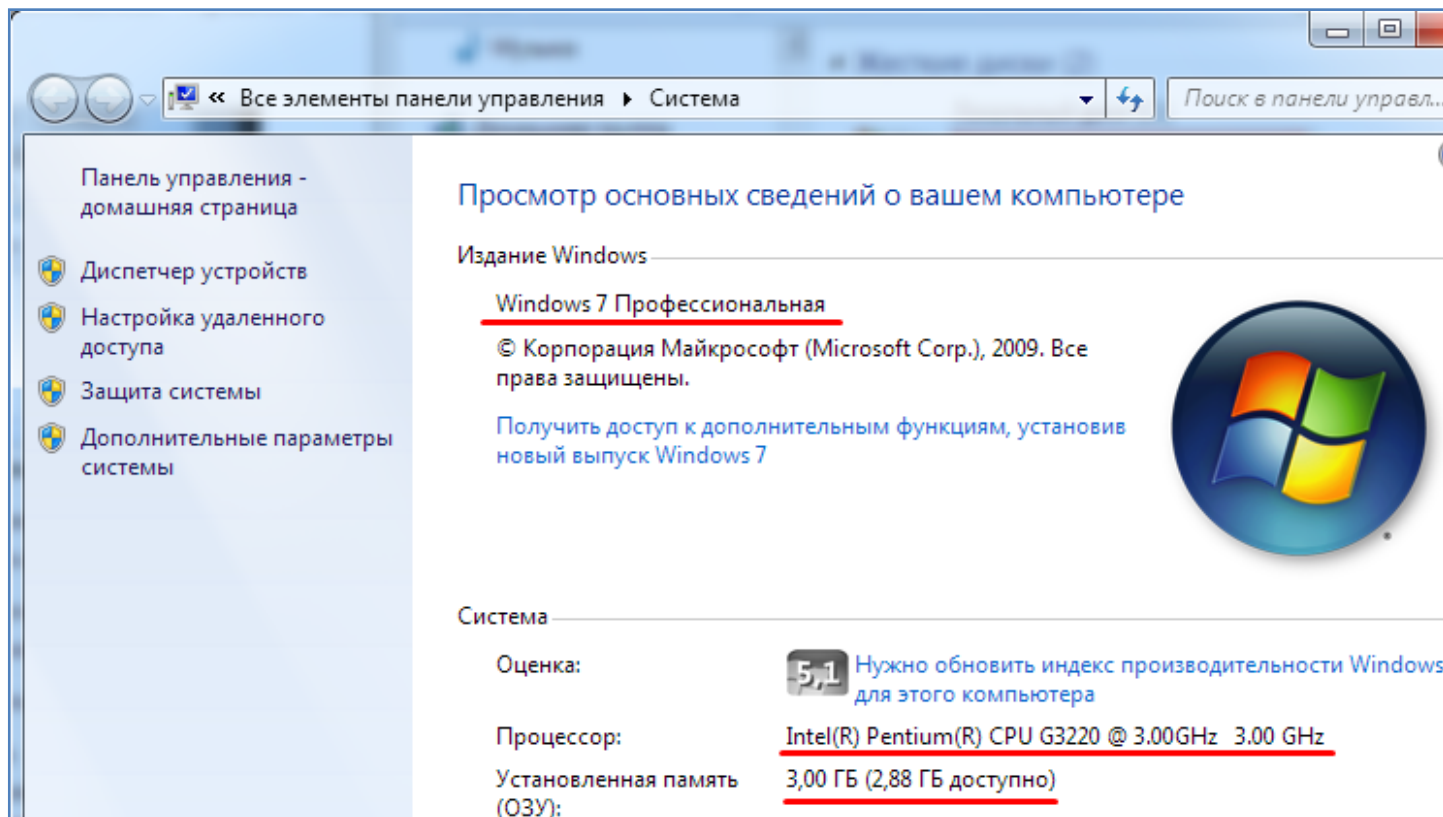 Музыка
Жесткие диски (2)
« Все элементы панели управления ▸ Система
Поиск в панели управл...
Панель управления -
домашняя страница
Диспетчер устройств
Настройка удаленного
доступа
Защита системы
Дополнительные параметры
системы
Просмотр основных сведений о вашем компьютере
Издание Windows
Windows 7 Профессиональная
© Корпорация Майкрософт (Microsoft Corp.), 2009. Все
права защищены.
Получить доступ к дополнительным функциям, установив
новый выпуск Windows 7
Система
Оценка:
5,1 Нужно обновить индекс производительности Windows
для этого компьютера
Процессор:
Intel(R) Pentium(R) CPU G3220 @ 3.00GHz 3.00 GHz
Установленная память
(ОЗУ):
3,00 ГБ (2,88 ГБ доступно)